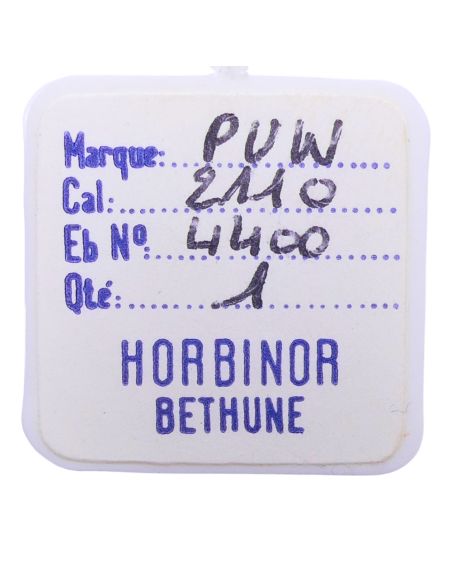 Marque: PUW
Cal: 2110
Eb Nº 4400
Qté: 1
HORBINOR
BETHUNE